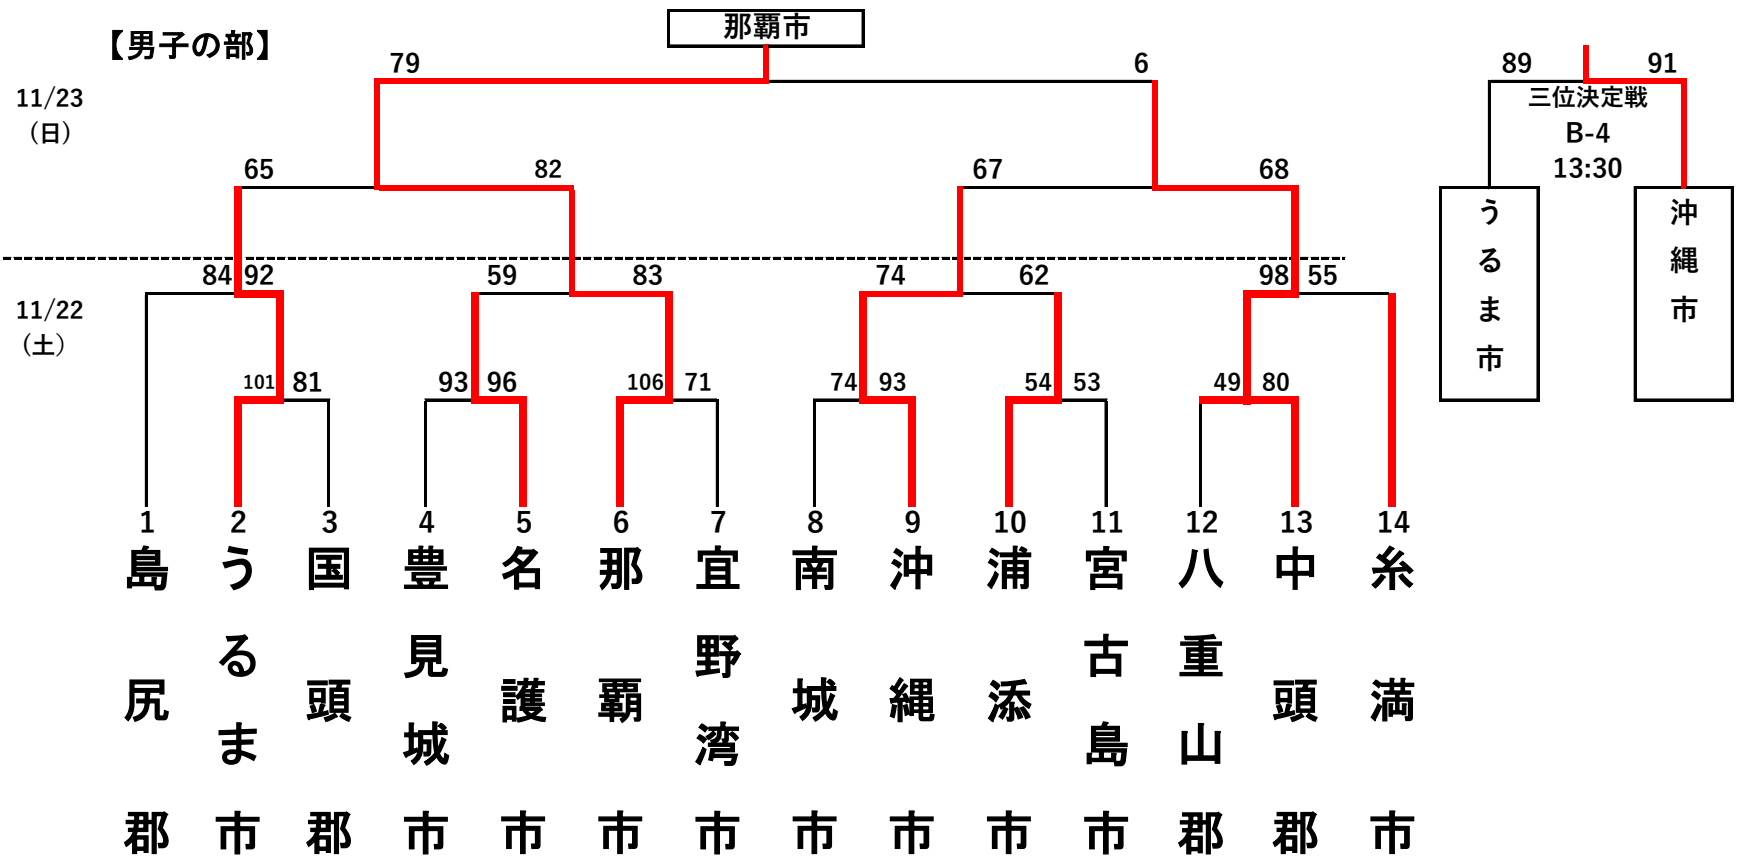 那覇市
【男子の部】
79 6 89 91
11/23
（日）
三位決定戦
B-4
13:30
65 82 67 68
うるま市
沖縄市
84 92 59 83 74 62 98 55
11/22
（土）
101 81 93 96 106 71 74 93 54 53 49 80
1 2 3 4 5 6 7 8 9 10 11 12 13 14
島尻郡
うるま市
国頭郡
豊見城市
名護市
那覇市
宜野湾市
南城市
沖縄市
浦添市
宮古島市
八重山郡
中頭郡
糸満市